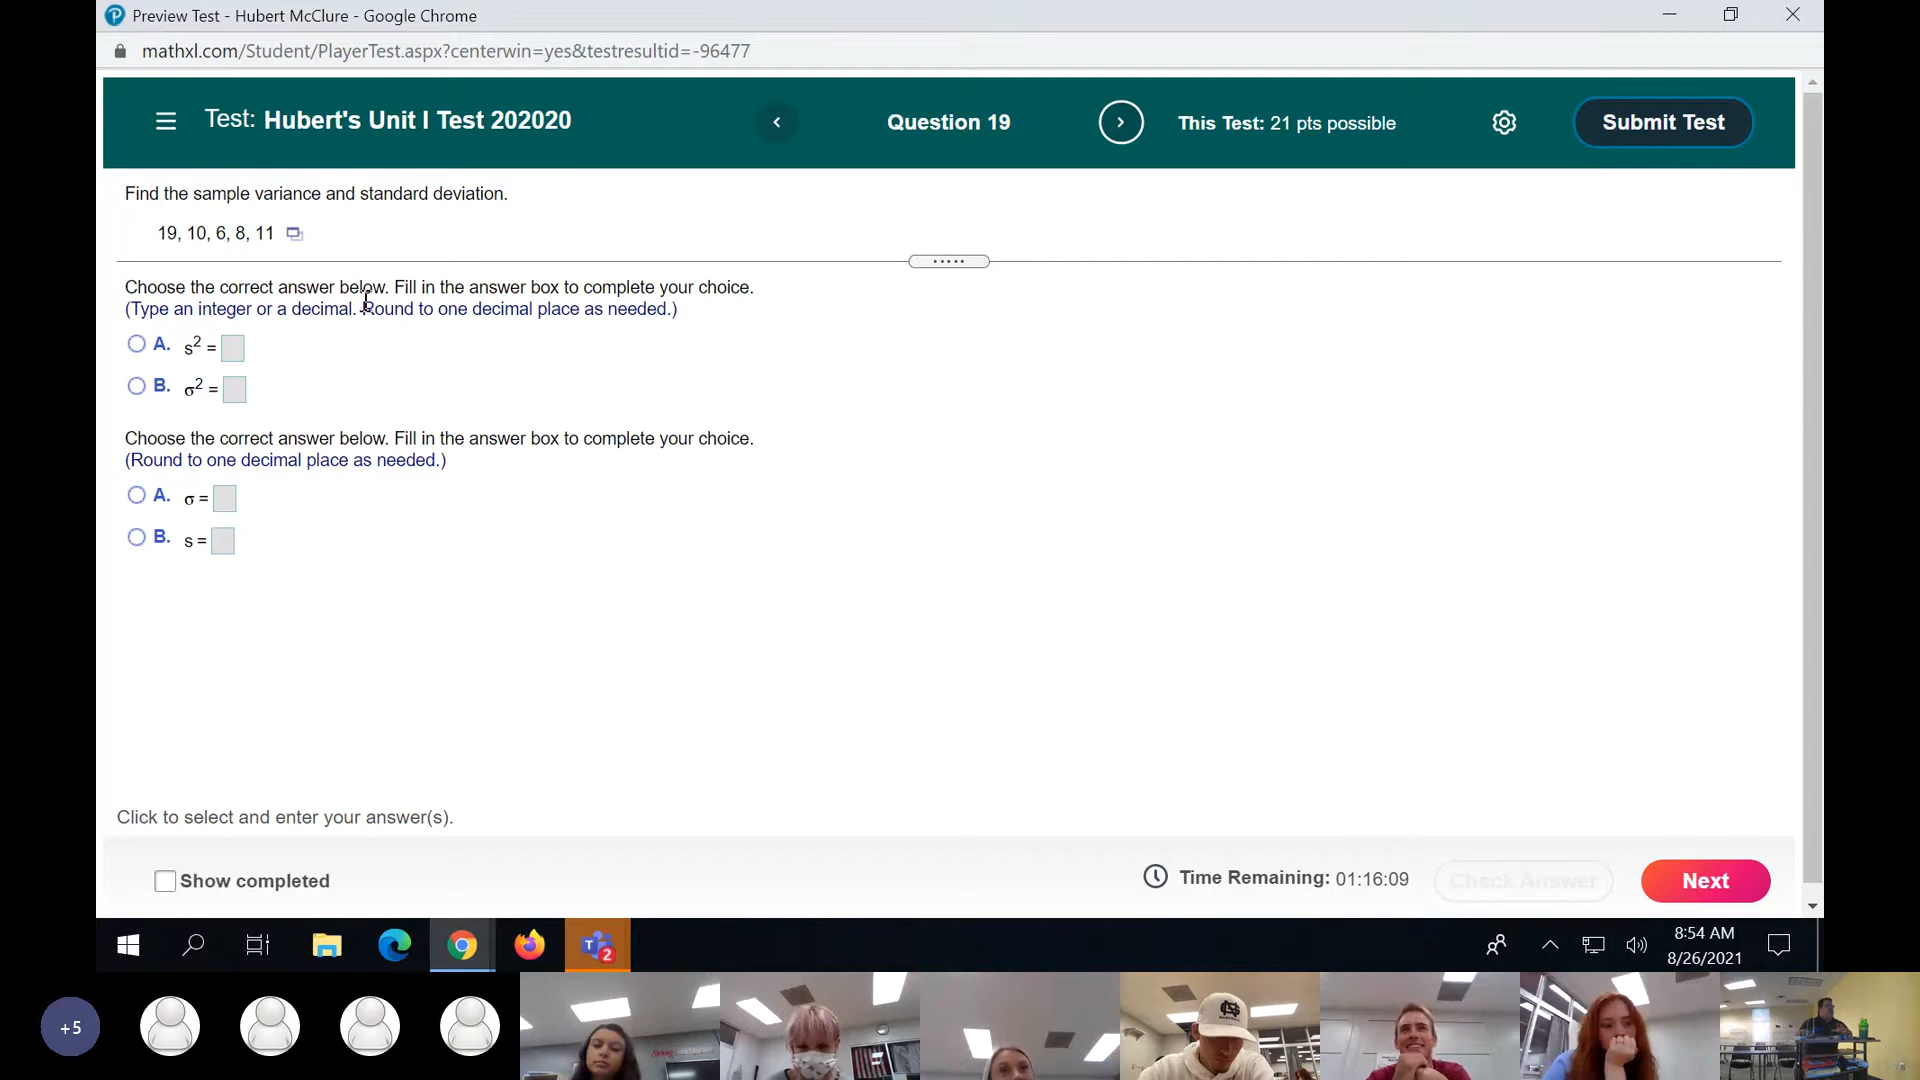 Preview Test - Hubert McClure - Google Chrome
mathxl.com/Student/PlayerTest.aspx?centerwin=yes&testresultid=-96477
Test: Hubert's Unit I Test 202020
Question 19
This Test: 21 pts possible
Submit Test
Find the sample variance and standard deviation.
19, 10, 6, 8, 11
Choose the correct answer below. Fill in the answer box to complete your choice.
(Type an integer or a decimal. Round to one decimal place as needed.)
A. s² =
B. σ² =
Choose the correct answer below. Fill in the answer box to complete your choice.
(Round to one decimal place as needed.)
A. σ =
B. s =
Click to select and enter your answer(s).
Show completed
Time Remaining: 01:16:09
Check Answer
Next
T
2
8:54 AM
8/26/2021
+5